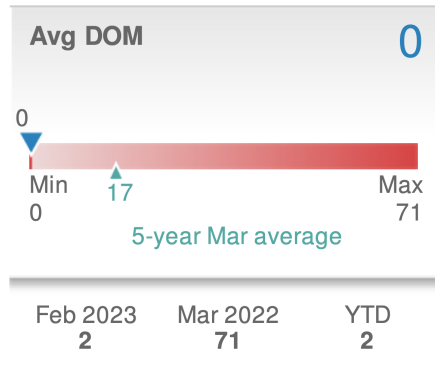 Avg DOM 0
0
Min Max
17
0 71
5-year Mar average
Feb 2023 Mar 2022 YTD
2 71 2